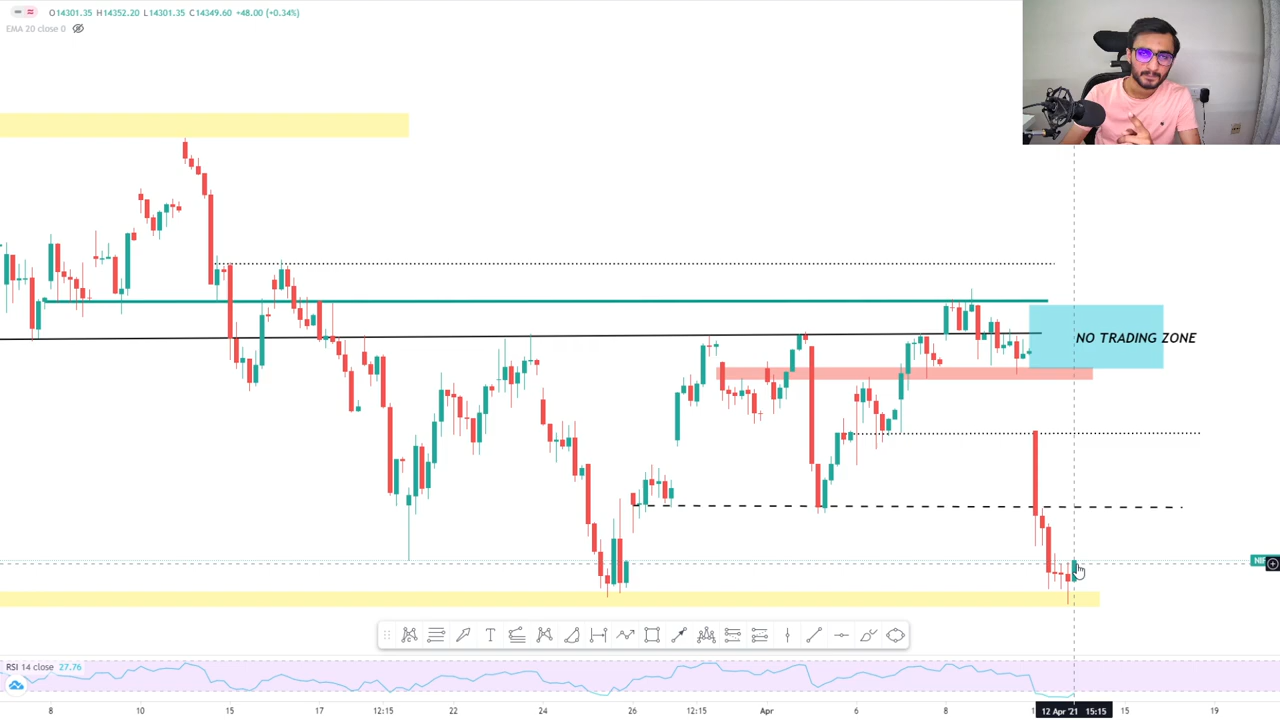 O14301.35 H14352.20 L14301.35 C14349.60 +48.00 (+0.34%)
EMA 20 close 0
NO TRADING ZONE
RSI 14 close 27.76
8 10 15 17 12:15 22 24 26 12:15 Apr 6 8 12 Apr '21 15:15 15 19